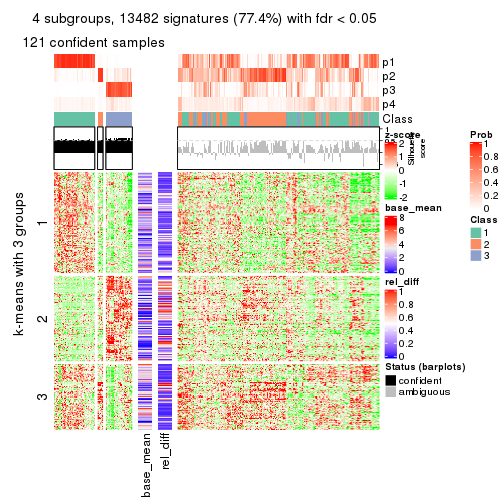 4 subgroups, 13482 signatures (77.4%) with fdr < 0.05
121 confident samples
p1
p2
p3
p4
Class
1
Silhouette
score
k-means with 3 groups
1
2
3
base_mean
rel_diff
z-score
2
1
0
-1
-2
base_mean
8
6
4
2
0
rel_diff
1
0.8
0.6
0.4
0.2
0
Status (barplots)
confident
ambiguous
Prob
1
0.8
0.6
0.4
0.2
0
Class
1
2
3